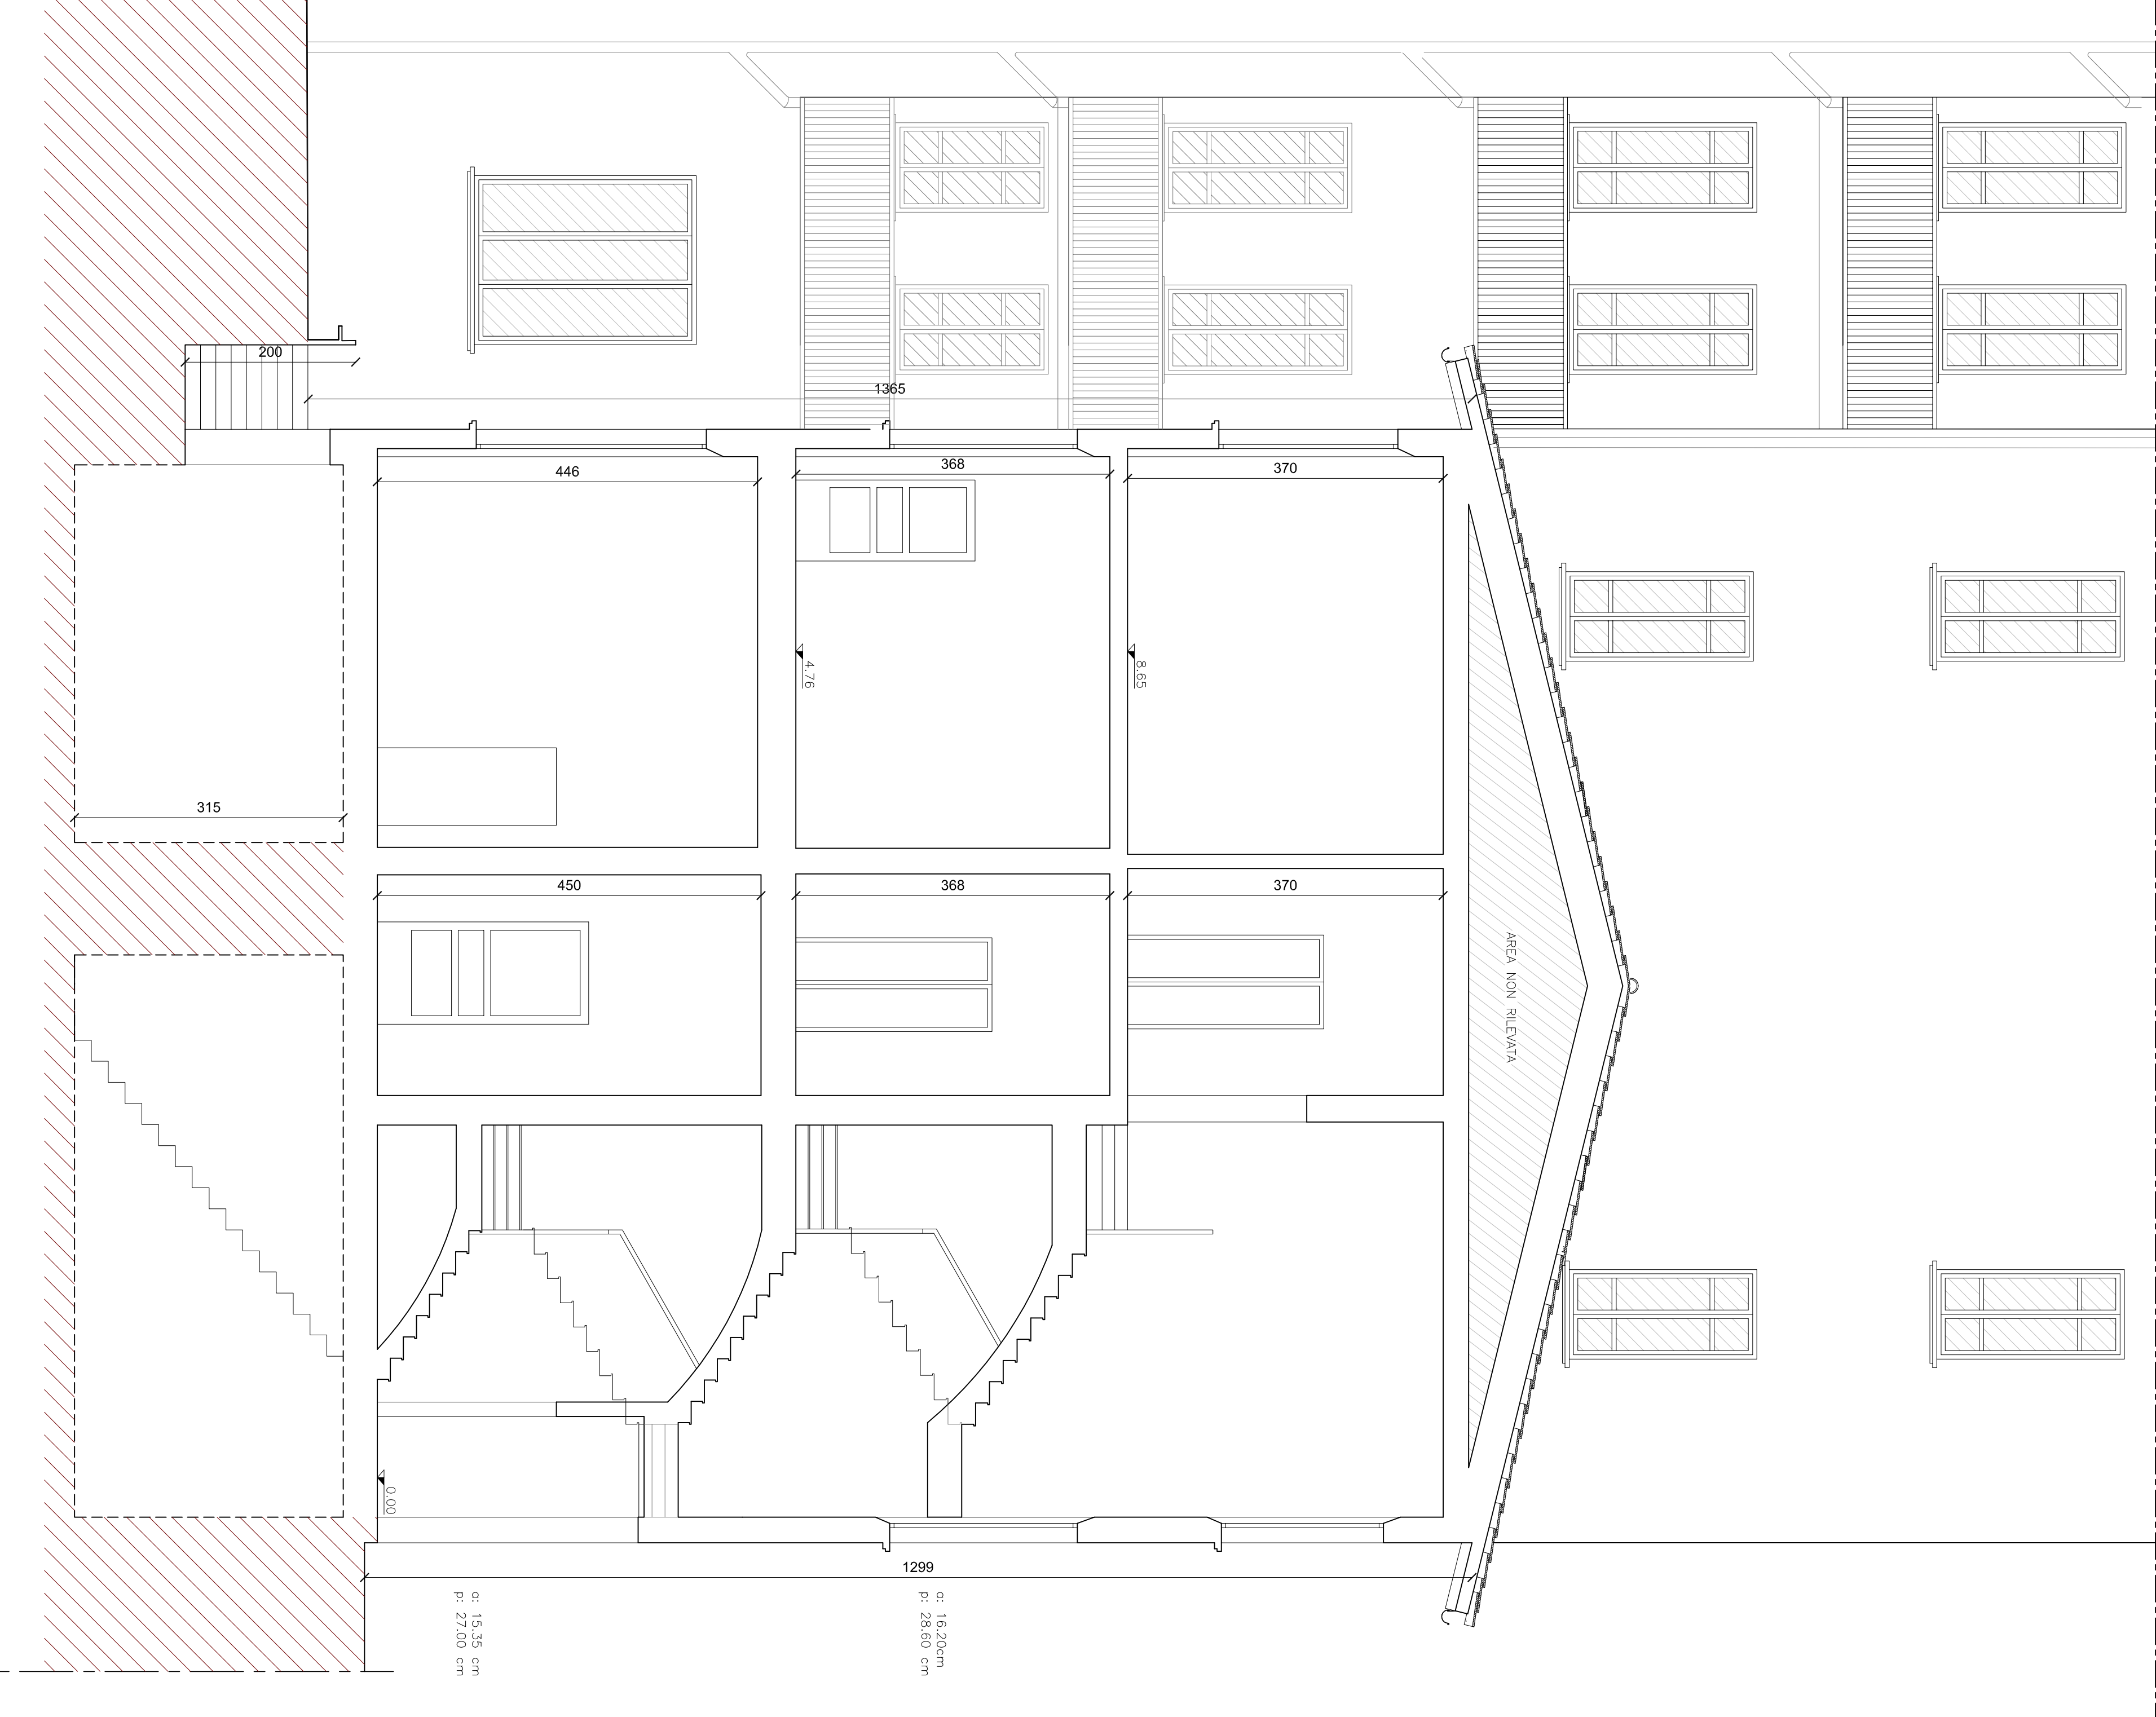 200
1365
446
368
370
4.76
8.65
315
450
368
370
AREA NON RILEVATA
0.00
1299
a: 15.35 cm
p: 27.00 cm
a: 16.20cm
p: 28.60 cm